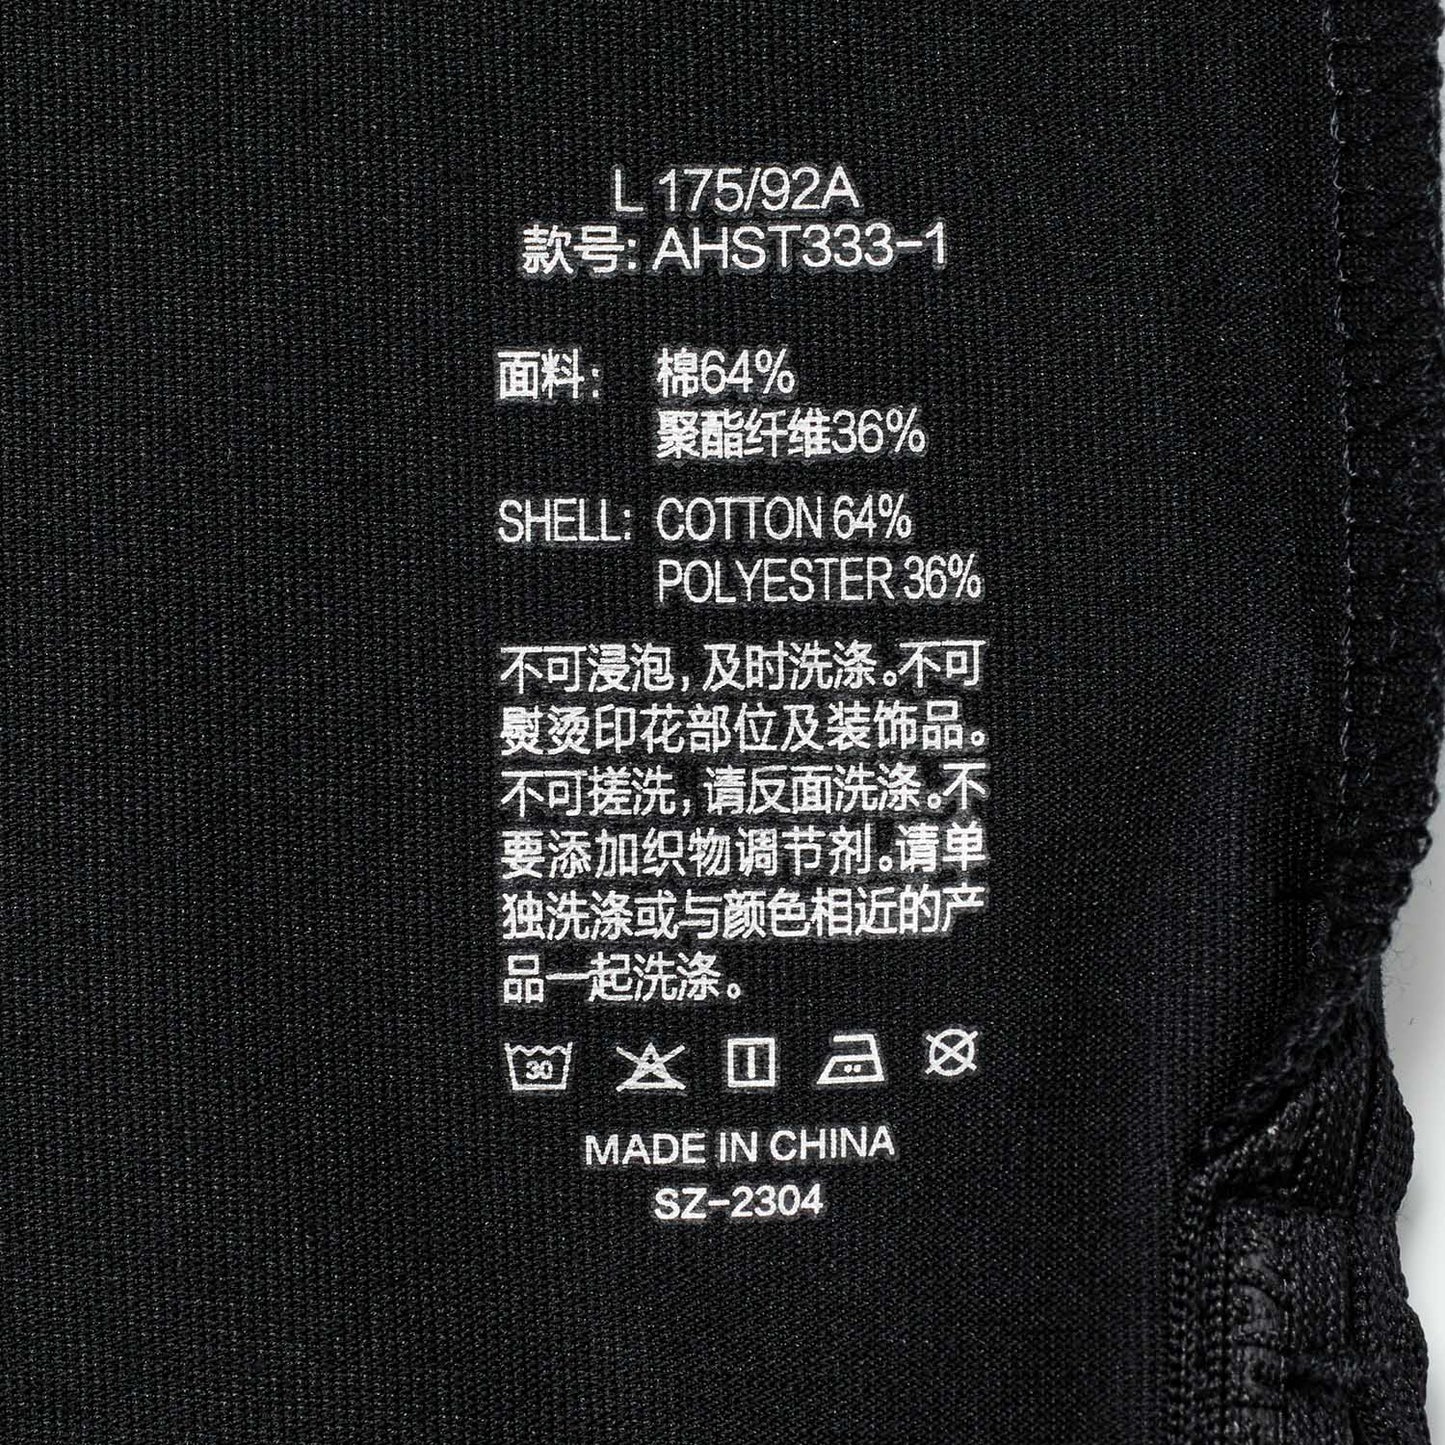 L 175/92A
款号: AHST333-1
面料: 棉64%
聚酯纤维36%
SHELL: COTTON 64%
POLYESTER 36%
不可浸泡,及时洗涤。不可
熨烫印花部位及装饰品。
不可搓洗,请反面洗涤。不
要添加织物调节剂。请单
独洗涤或与颜色相近的产
品一起洗涤。
30
MADE IN CHINA
SZ-2304